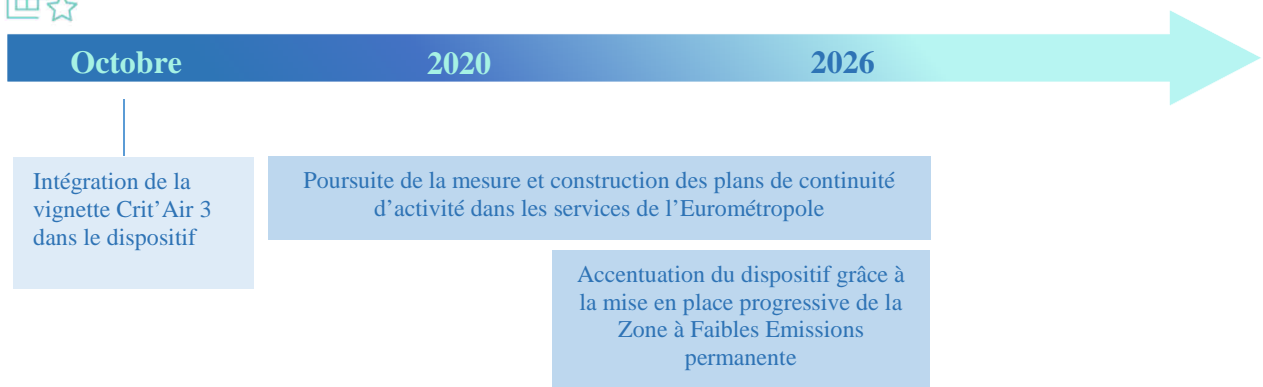 Octobre 2020 2026
Intégration de la
vignette Crit’Air 3
dans le dispositif
Poursuite de la mesure et construction des plans de continuité
d’activité dans les services de l’Eurométropole
Accentuation du dispositif grâce à
la mise en place progressive de la
Zone à Faibles Emissions
permanente